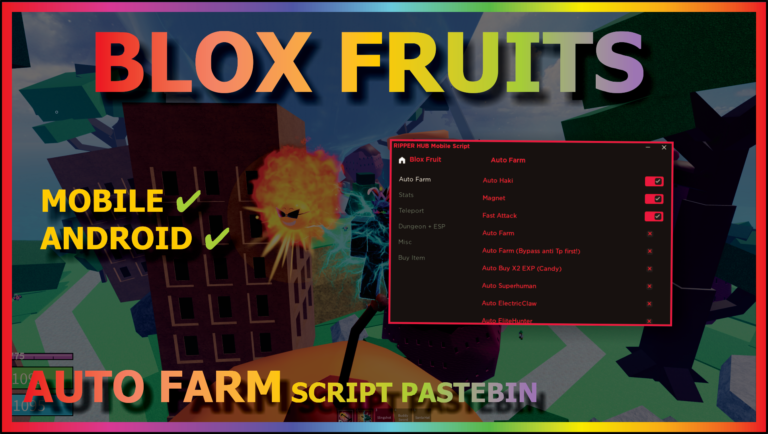 BLOX FRUITS
RIPPER HUB Mobile Script
Blox Fruit
Auto Farm
Auto Farm
Stats
Teleport
Dungeon + ESP
Misc
Buy Item
Auto Haki
Magnet
Fast Attack
Auto Farm
Auto Farm (Bypass anti Tp first!)
Auto Buy X2 EXP (Candy)
Auto Superhuman
Auto ElectricClaw
Auto EliteHunter
MOBILE ✔
ANDROID ✔
AUTO FARM SCRIPT PASTEBIN